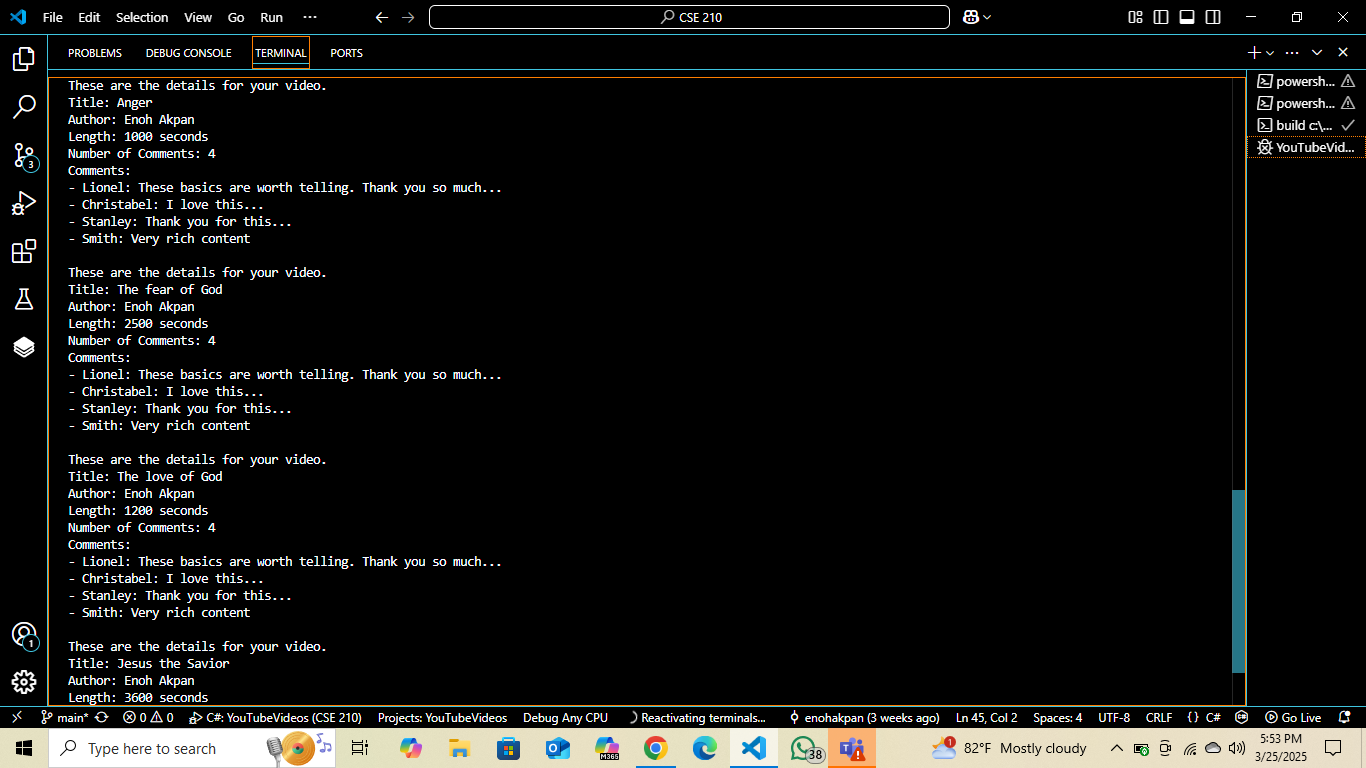 File Edit Selection View Go Run ···
CSE 210
PROBLEMS DEBUG CONSOLE TERMINAL PORTS
These are the details for your video.
Title: Anger
Author: Enoh Akpan
Length: 1000 seconds
Number of Comments: 4
Comments:
- Lionel: These basics are worth telling. Thank you so much...
- Christabel: I love this...
- Stanley: Thank you for this...
- Smith: Very rich content
These are the details for your video.
Title: The fear of God
Author: Enoh Akpan
Length: 2500 seconds
Number of Comments: 4
Comments:
- Lionel: These basics are worth telling. Thank you so much...
- Christabel: I love this...
- Stanley: Thank you for this...
- Smith: Very rich content
These are the details for your video.
Title: The love of God
Author: Enoh Akpan
Length: 1200 seconds
Number of Comments: 4
Comments:
- Lionel: These basics are worth telling. Thank you so much...
- Christabel: I love this...
- Stanley: Thank you for this...
- Smith: Very rich content
These are the details for your video.
Title: Jesus the Savior
Author: Enoh Akpan
Length: 3600 seconds
powersh...
powersh...
build c:\...
YouTubeVid...
3
1
main* 0 0 C#: YouTubeVideos (CSE 210) Projects: YouTubeVideos Debug Any CPU Reactivating terminals... enohakpan (3 weeks ago) Ln 45, Col 2 Spaces: 4 UTF-8 CRLF {} C# Go Live
Type here to search
M365
38
1
82°F Mostly cloudy
5:53 PM
3/25/2025